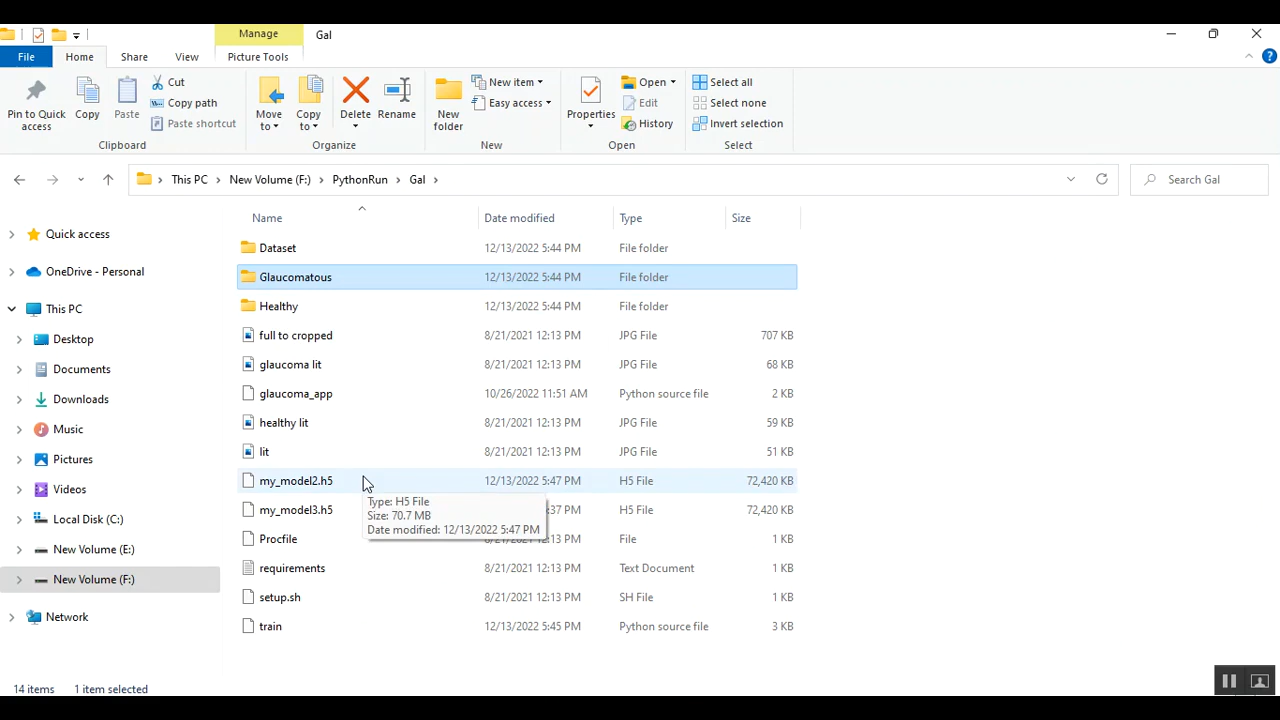 Manage
Gal
File
Home
Share
View
Picture Tools
Pin to Quick access
Copy
Paste
Cut
Copy path
Paste shortcut
Clipboard
Move to
Copy to
Delete
Rename
Organize
New folder
New item
Easy access
New
Properties
Open
Edit
History
Open
Select all
Select none
Invert selection
Select
This PC
New Volume (F:)
PythonRun
Gal
Search Gal
Name Date modified Type Size
Dataset 12/13/2022 5:44 PM File folder
Glaucomatous 12/13/2022 5:44 PM File folder
Healthy 12/13/2022 5:44 PM File folder
full to cropped 8/21/2021 12:13 PM JPG File 707 KB
glaucoma lit 8/21/2021 12:13 PM JPG File 68 KB
glaucoma_app 10/26/2022 11:51 AM Python source file 2 KB
healthy lit 8/21/2021 12:13 PM JPG File 59 KB
lit 8/21/2021 12:13 PM JPG File 51 KB
my_model2.h5 12/13/2022 5:47 PM H5 File 72,420 KB
my_model3.h5 :37 PM H5 File 72,420 KB
Type: H5 File
Size: 70.7 MB
Date modified: 12/13/2022 5:47 PM
Procfile 8/21/2021 12:13 PM File 1 KB
requirements 8/21/2021 12:13 PM Text Document 1 KB
setup.sh 8/21/2021 12:13 PM SH File 1 KB
train 12/13/2022 5:45 PM Python source file 3 KB
Quick access
OneDrive - Personal
This PC
Desktop
Documents
Downloads
Music
Pictures
Videos
Local Disk (C:)
New Volume (E:)
New Volume (F:)
Network
14 items
1 item selected